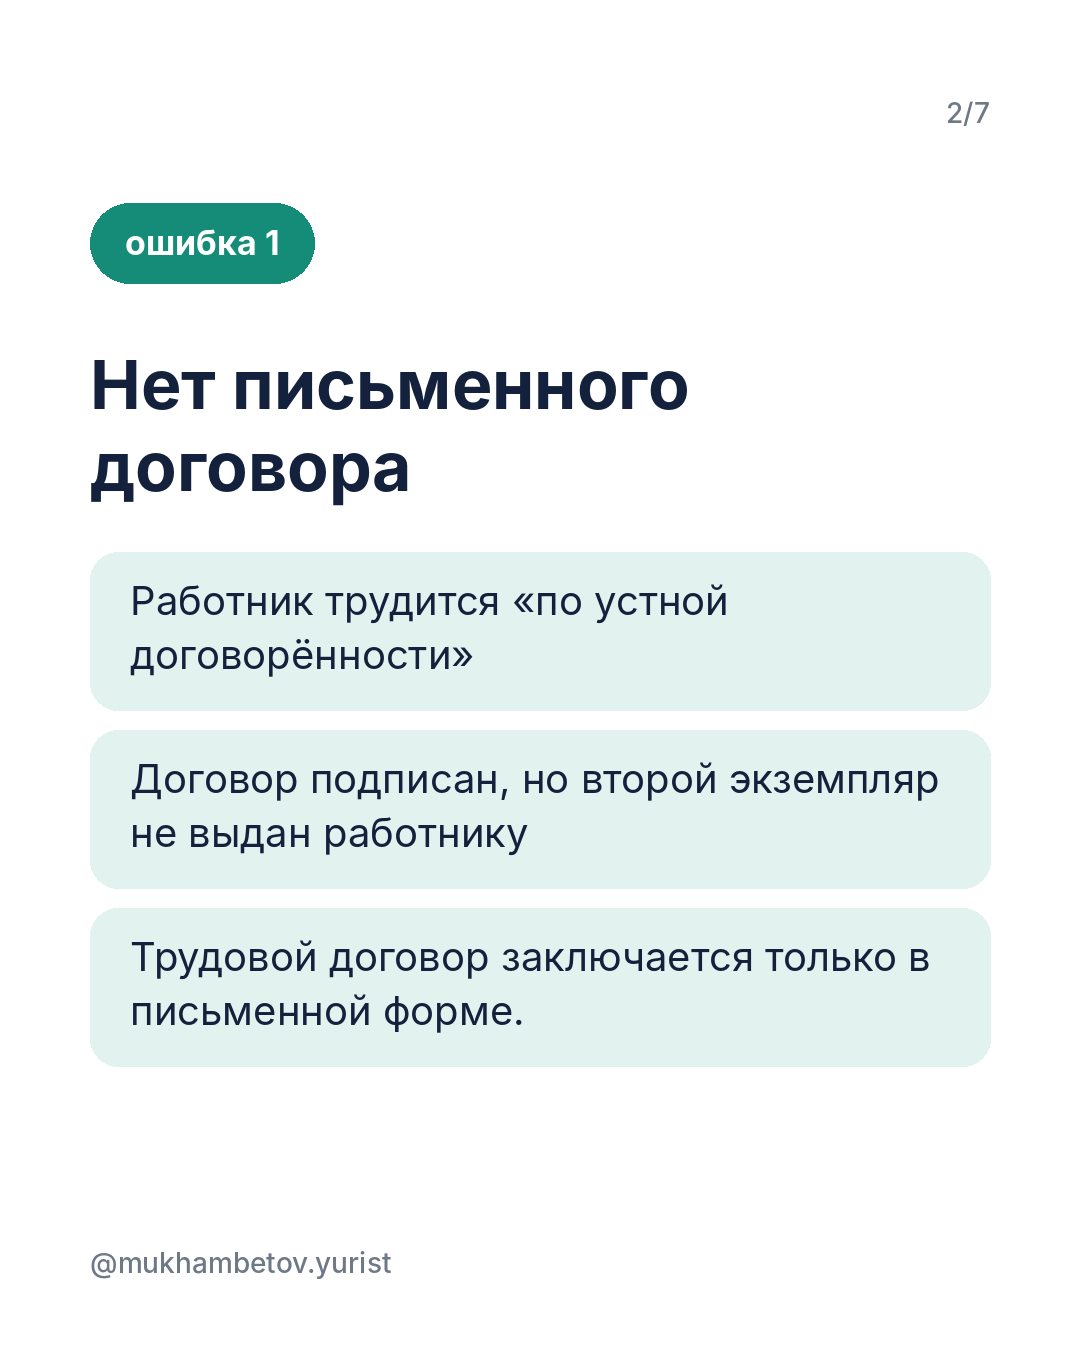 2/7
ошибка 1
Нет письменного
договора
Работник трудится «по устной
договорённости»
Договор подписан, но второй экземпляр
не выдан работнику
Трудовой договор заключается только в
письменной форме.
@mukhambetov.yurist